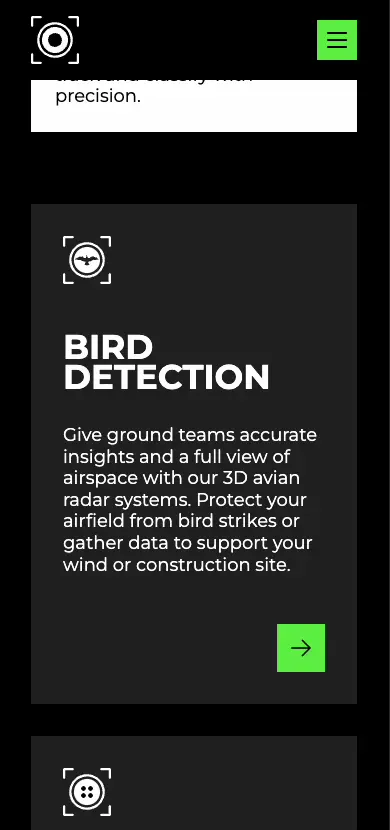 precision.
BIRD
DETECTION
Give ground teams accurate
insights and a full view of
airspace with our 3D avian
radar systems. Protect your
airfield from bird strikes or
gather data to support your
wind or construction site.